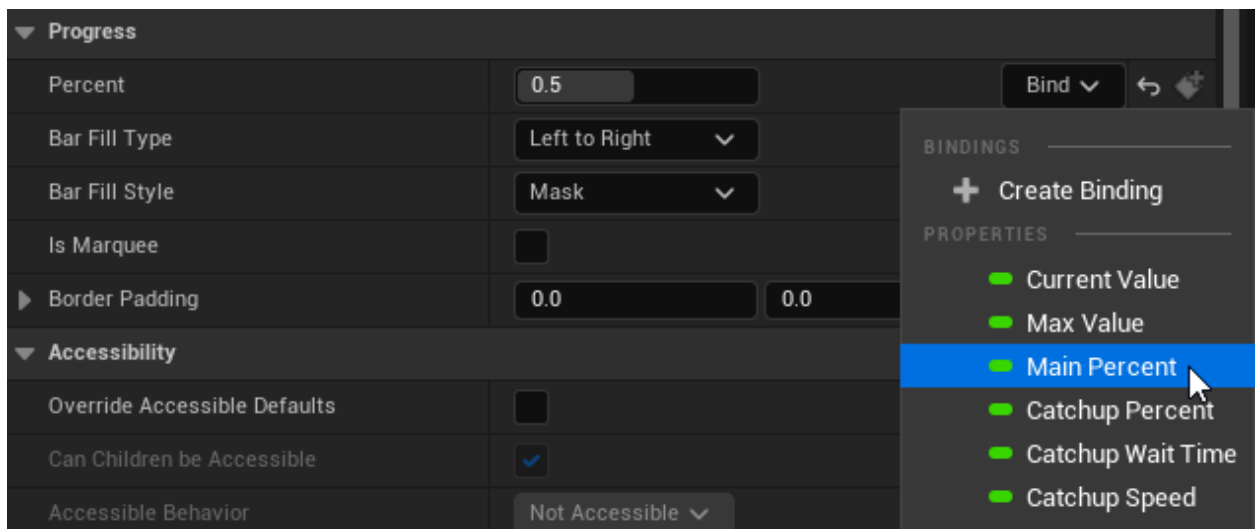 Progress
Percent 0.5 Bind
Bar Fill Type Left to Right
BINDINGS
Bar Fill Style Mask
Create Binding
PROPERTIES
Is Marquee
Current Value
Border Padding 0.0 0.0
Max Value
Accessibility
Main Percent
Override Accessible Defaults
Catchup Percent
Can Children be Accessible
Catchup Wait Time
Accessible Behavior Not Accessible
Catchup Speed